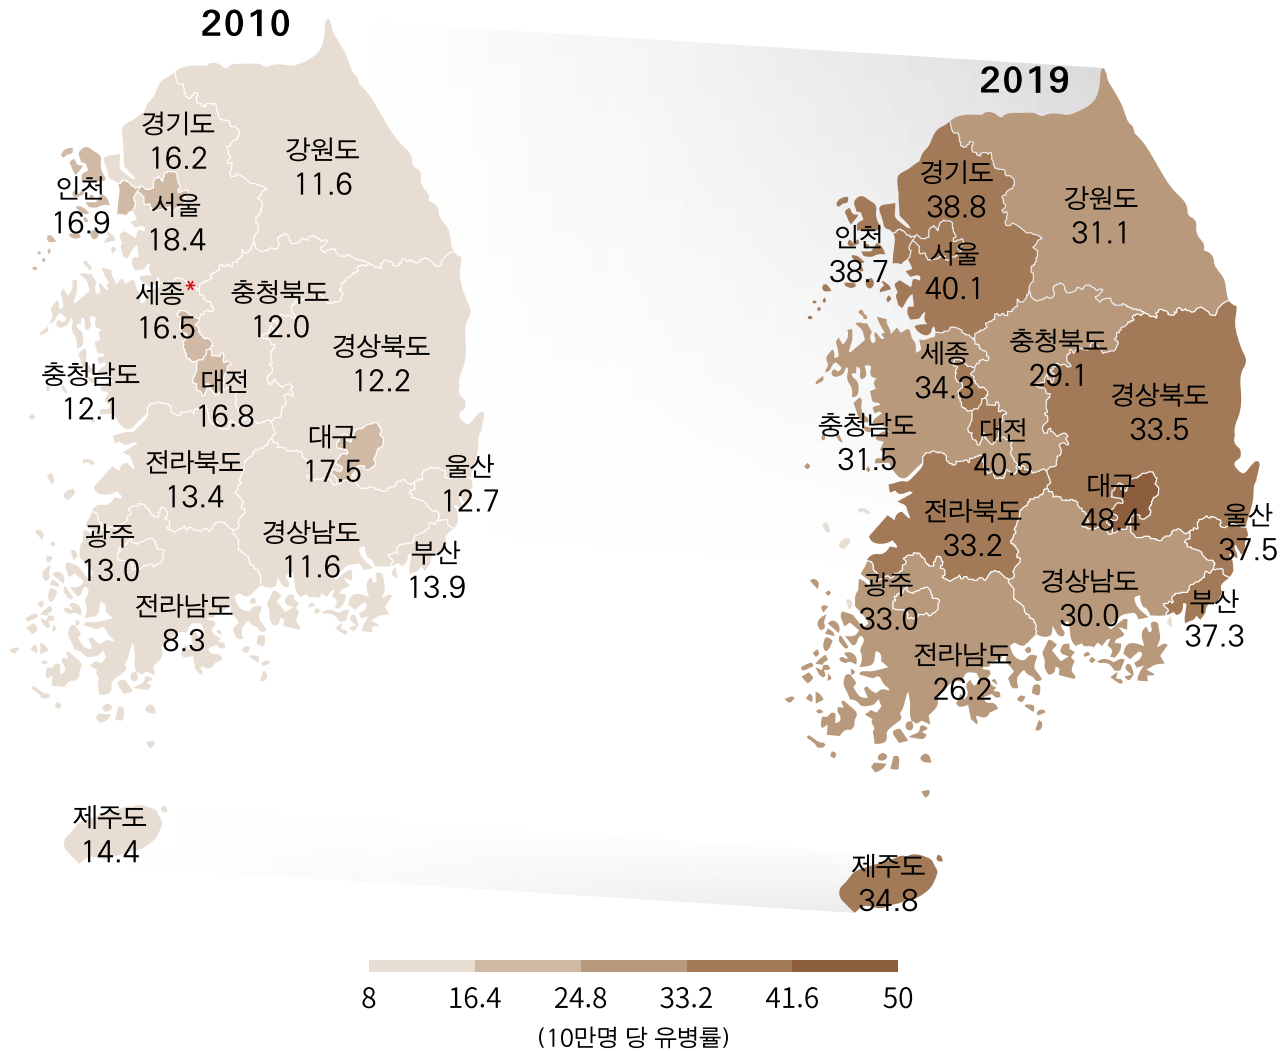 2010
경기도
16.2
강원도
11.6
인천
16.9
서울
18.4
세종*
16.5
충청북도
12.0
경상북도
12.2
충청남도
12.1
대전
16.8
대구
17.5
전라북도
13.4
울산
12.7
광주
13.0
경상남도
11.6
부산
13.9
전라남도
8.3
제주도
14.4
2019
경기도
38.8
강원도
31.1
인천
38.7
서울
40.1
세종
34.3
충청북도
29.1
경상북도
33.5
충청남도
31.5
대전
40.5
대구
48.4
전라북도
33.2
울산
37.5
광주
33.0
경상남도
30.0
부산
37.3
전라남도
26.2
제주도
34.8
8 16.4 24.8 33.2 41.6 50
(10만명 당 유병률)